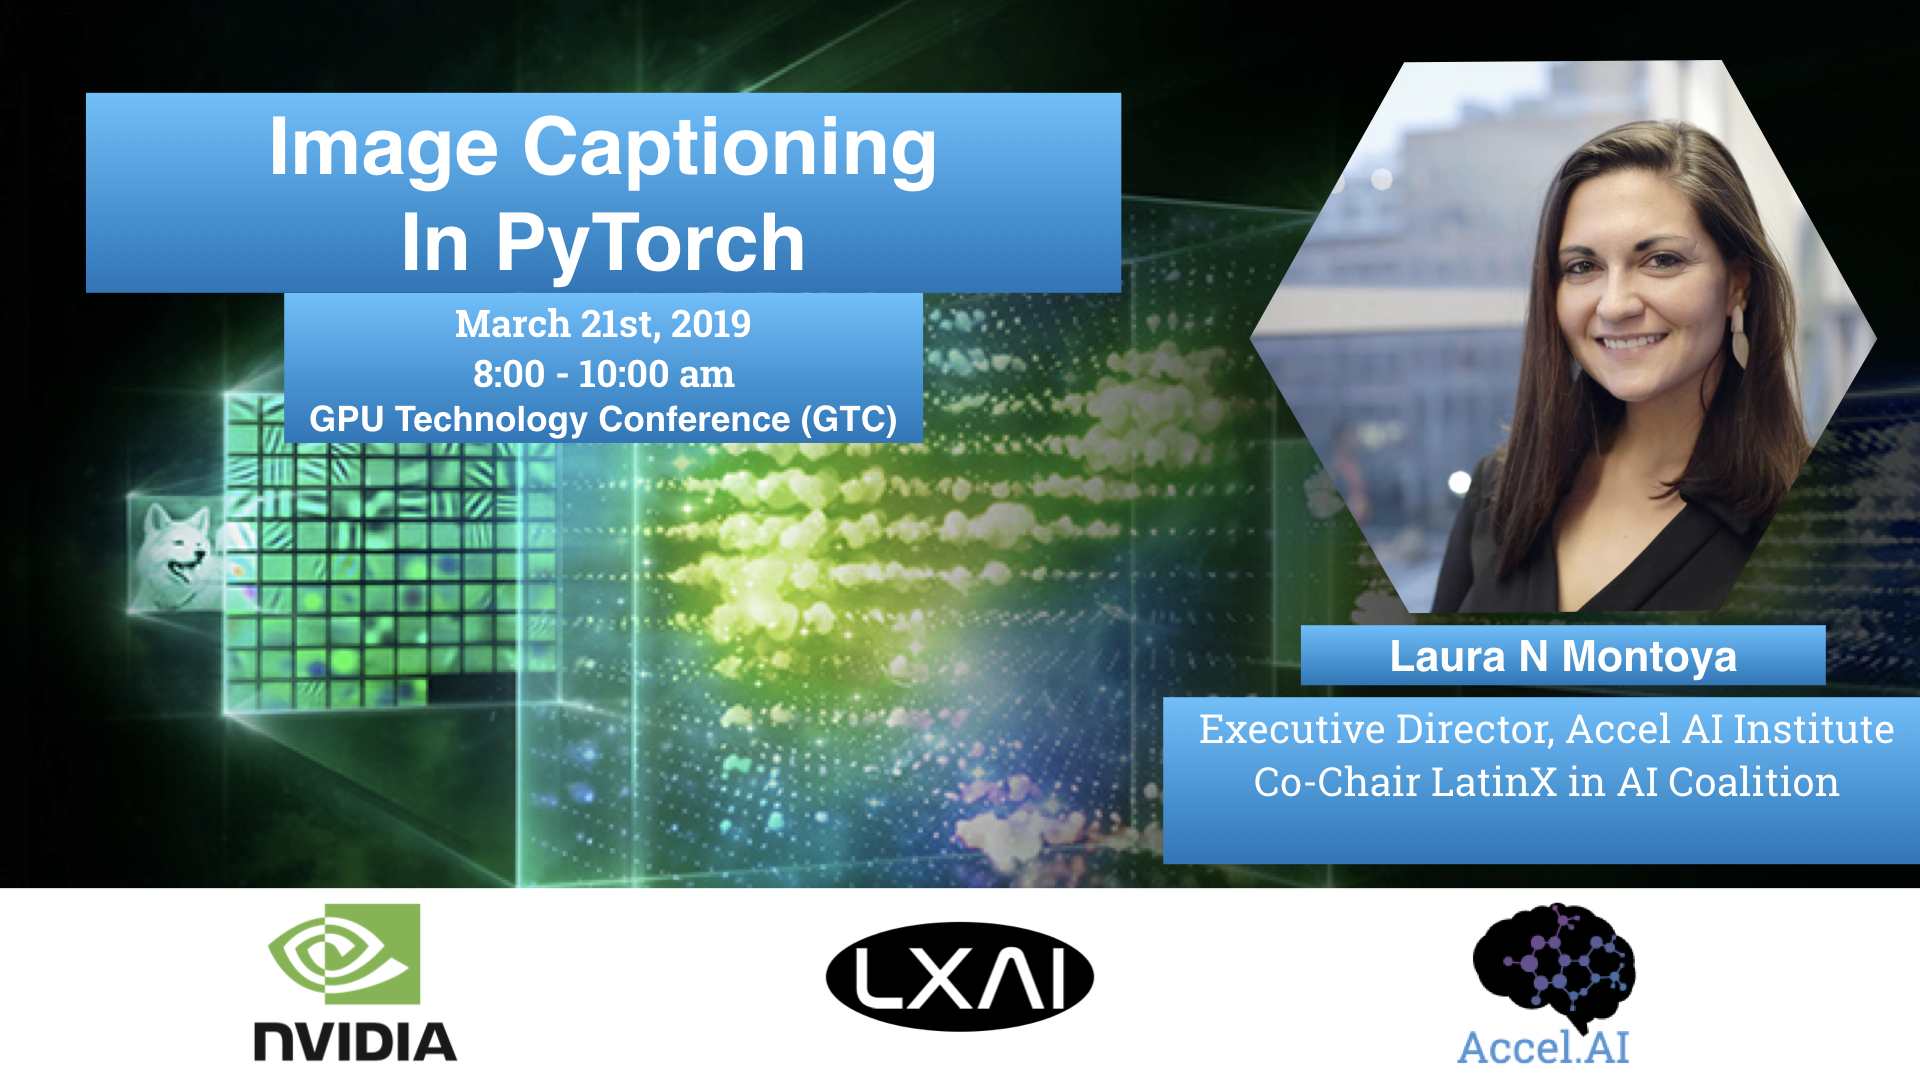 Image Captioning
In PyTorch
March 21st, 2019
8:00 - 10:00 am
GPU Technology Conference (GTC)
Laura N Montoya
Executive Director, Accel AI Institute
Co-Chair LatinX in AI Coalition
NVIDIA
LXAI
Accel.AI